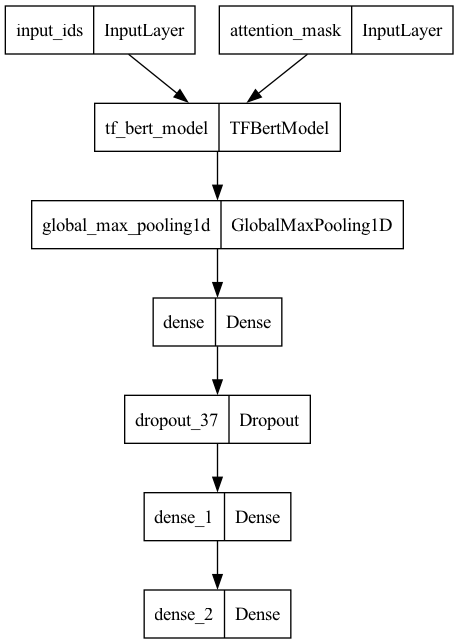 input_ids InputLayer attention_mask InputLayer
tf_bert_model TFBertModel
global_max_pooling1d GlobalMaxPooling1D
dense Dense
dropout_37 Dropout
dense_1 Dense
dense_2 Dense